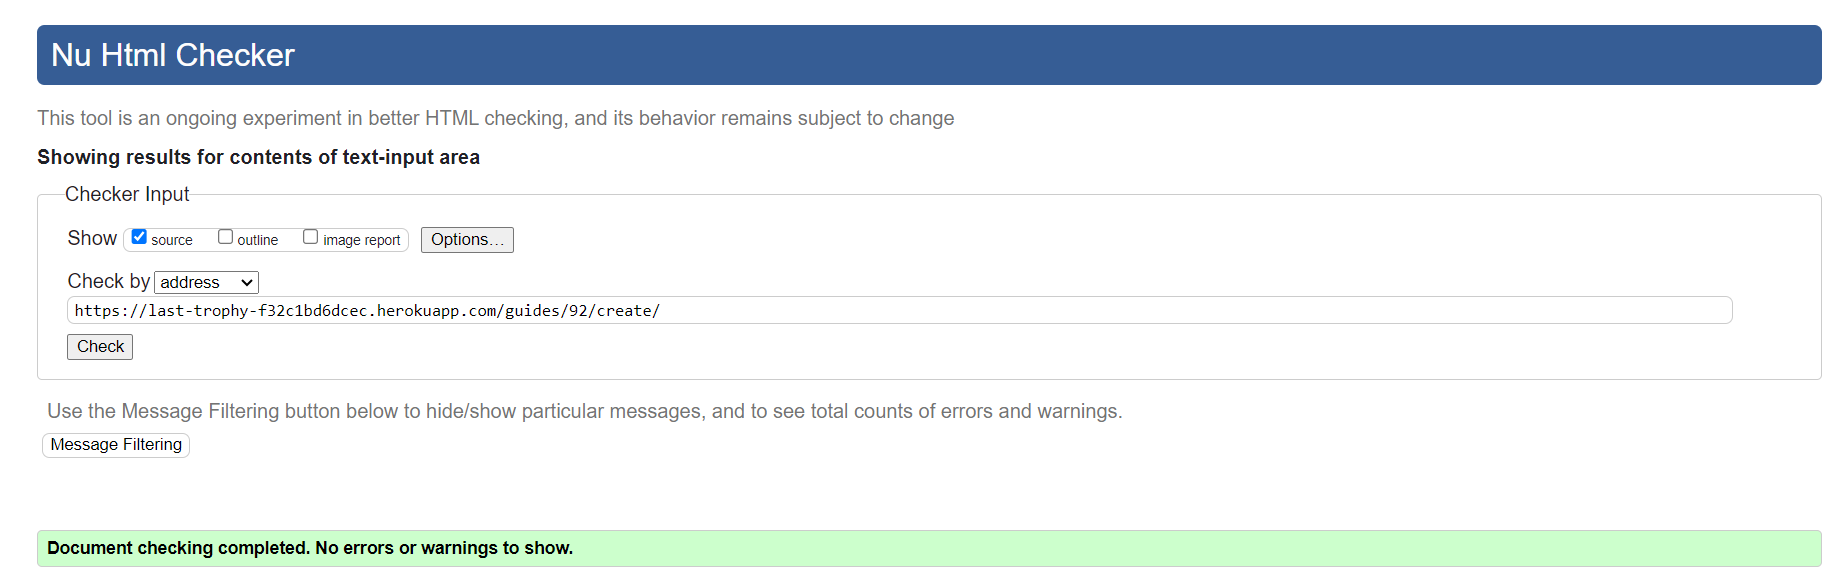 Nu Html Checker
This tool is an ongoing experiment in better HTML checking, and its behavior remains subject to change
Showing results for contents of text-input area
Checker Input
Show source outline image report Options...
Check by address
https://last-trophy-f32c1bd6dcec.herokuapp.com/guides/92/create/
Check
Use the Message Filtering button below to hide/show particular messages, and to see total counts of errors and warnings.
Message Filtering
Document checking completed. No errors or warnings to show.